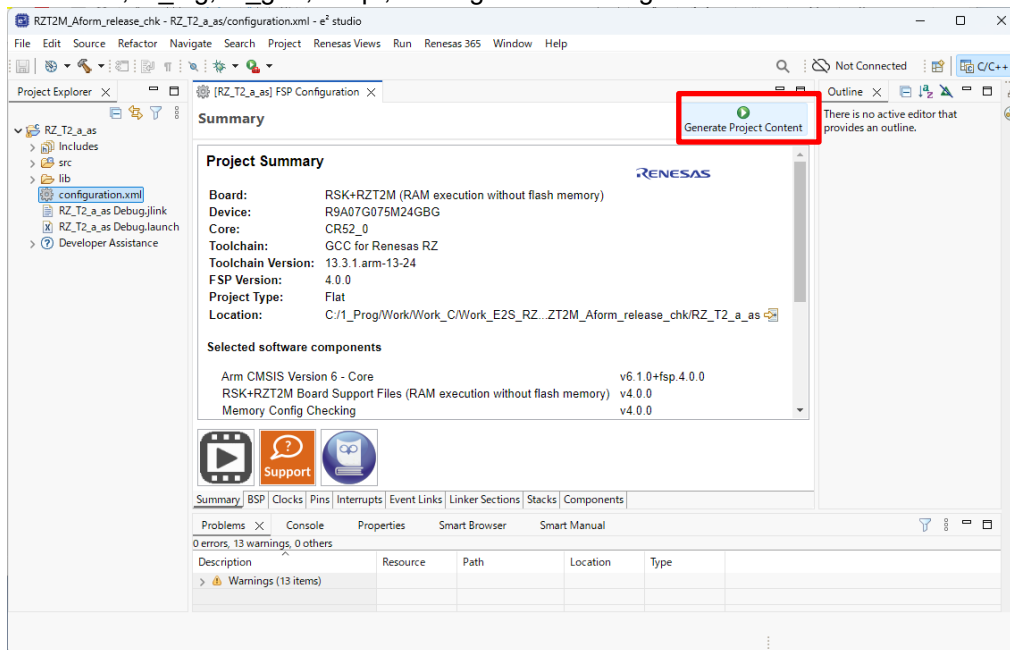 RZT2M_Aform_release_chk - RZ_T2_a_as/configuration.xml - e² studio
File Edit Source Refactor Navigate Search Project Renesas Views Run Renesas 365 Window Help
Not Connected
C/C++
Project Explorer
[RZ_T2_a_as] FSP Configuration
Outline
Summary
Generate Project Content
There is no active editor that
provides an outline.
RZ_T2_a_as
Includes
src
lib
configuration.xml
RZ_T2_a_as Debug.jlink
RZ_T2_a_as Debug.launch
Developer Assistance
Project Summary
RENESAS
Board: RSK+RZT2M (RAM execution without flash memory)
Device: R9A07G075M24GBG
Core: CR52_0
Toolchain: GCC for Renesas RZ
Toolchain Version: 13.3.1.arm-13-24
FSP Version: 4.0.0
Project Type: Flat
Location: C:/1_Prog/Work/Work_C/Work_E2S_RZ...ZT2M_Aform_release_chk/RZ_T2_a_as
Selected software components
Arm CMSIS Version 6 - Core v6.1.0+fsp.4.0.0
RSK+RZT2M Board Support Files (RAM execution without flash memory) v4.0.0
Memory Config Checking v4.0.0
Support
Summary BSP Clocks Pins Interrupts Event Links Linker Sections Stacks Components
Problems Console Properties Smart Browser Smart Manual
0 errors, 13 warnings, 0 others
Description Resource Path Location Type
Warnings (13 items)